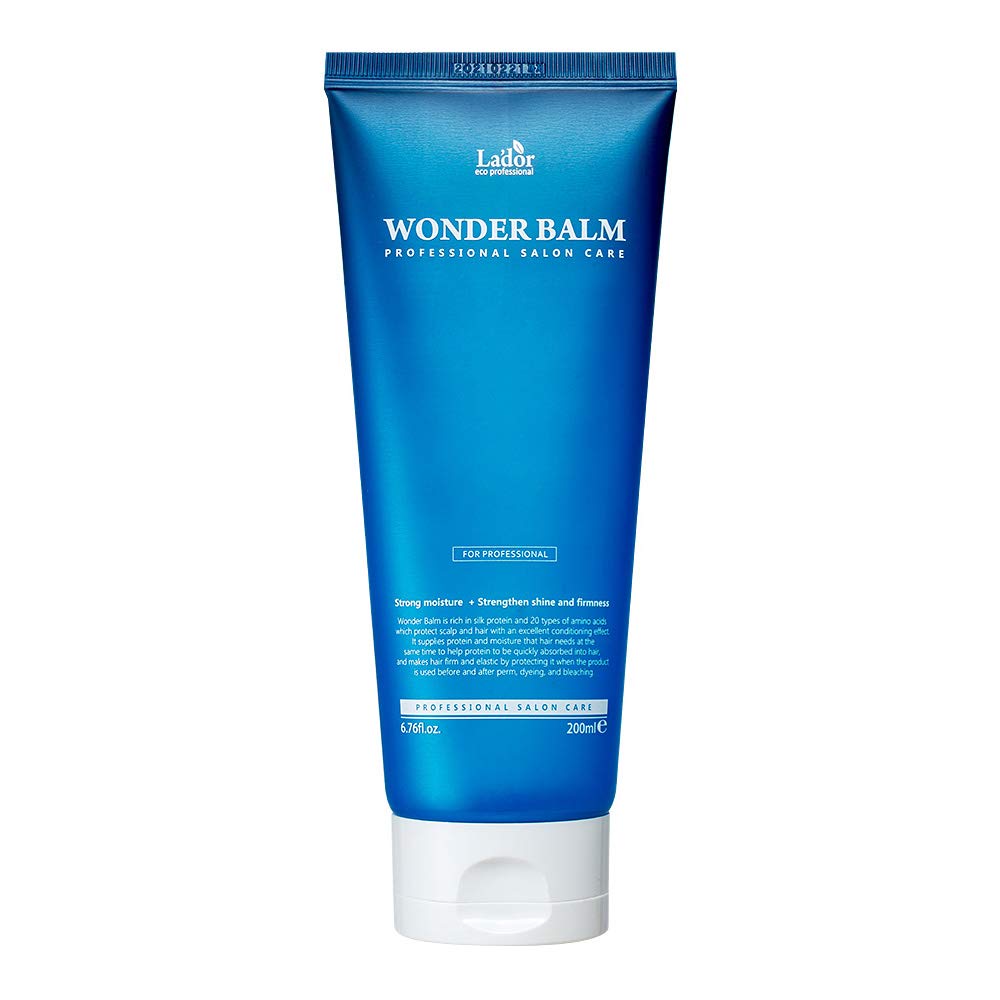 20210221
La'dor
eco professional
WONDER BALM
PROFESSIONAL SALON CARE
FOR PROFESSIONAL
Strong moisture + Strengthen shine and firmness
Wonder Balm is rich in silk protein and 20 types of amino acids
which protect scalp and hair with an excellent conditioning effect
It supplies protein and moisture that hair needs at the
same time to help protein to be quickly absorbed into hair,
and makes hair firm and elastic by protecting it when the product
is used before and after perm, dyeing, and bleaching
PROFESSIONAL SALON CARE
6.76fl.oz. 200ml℮